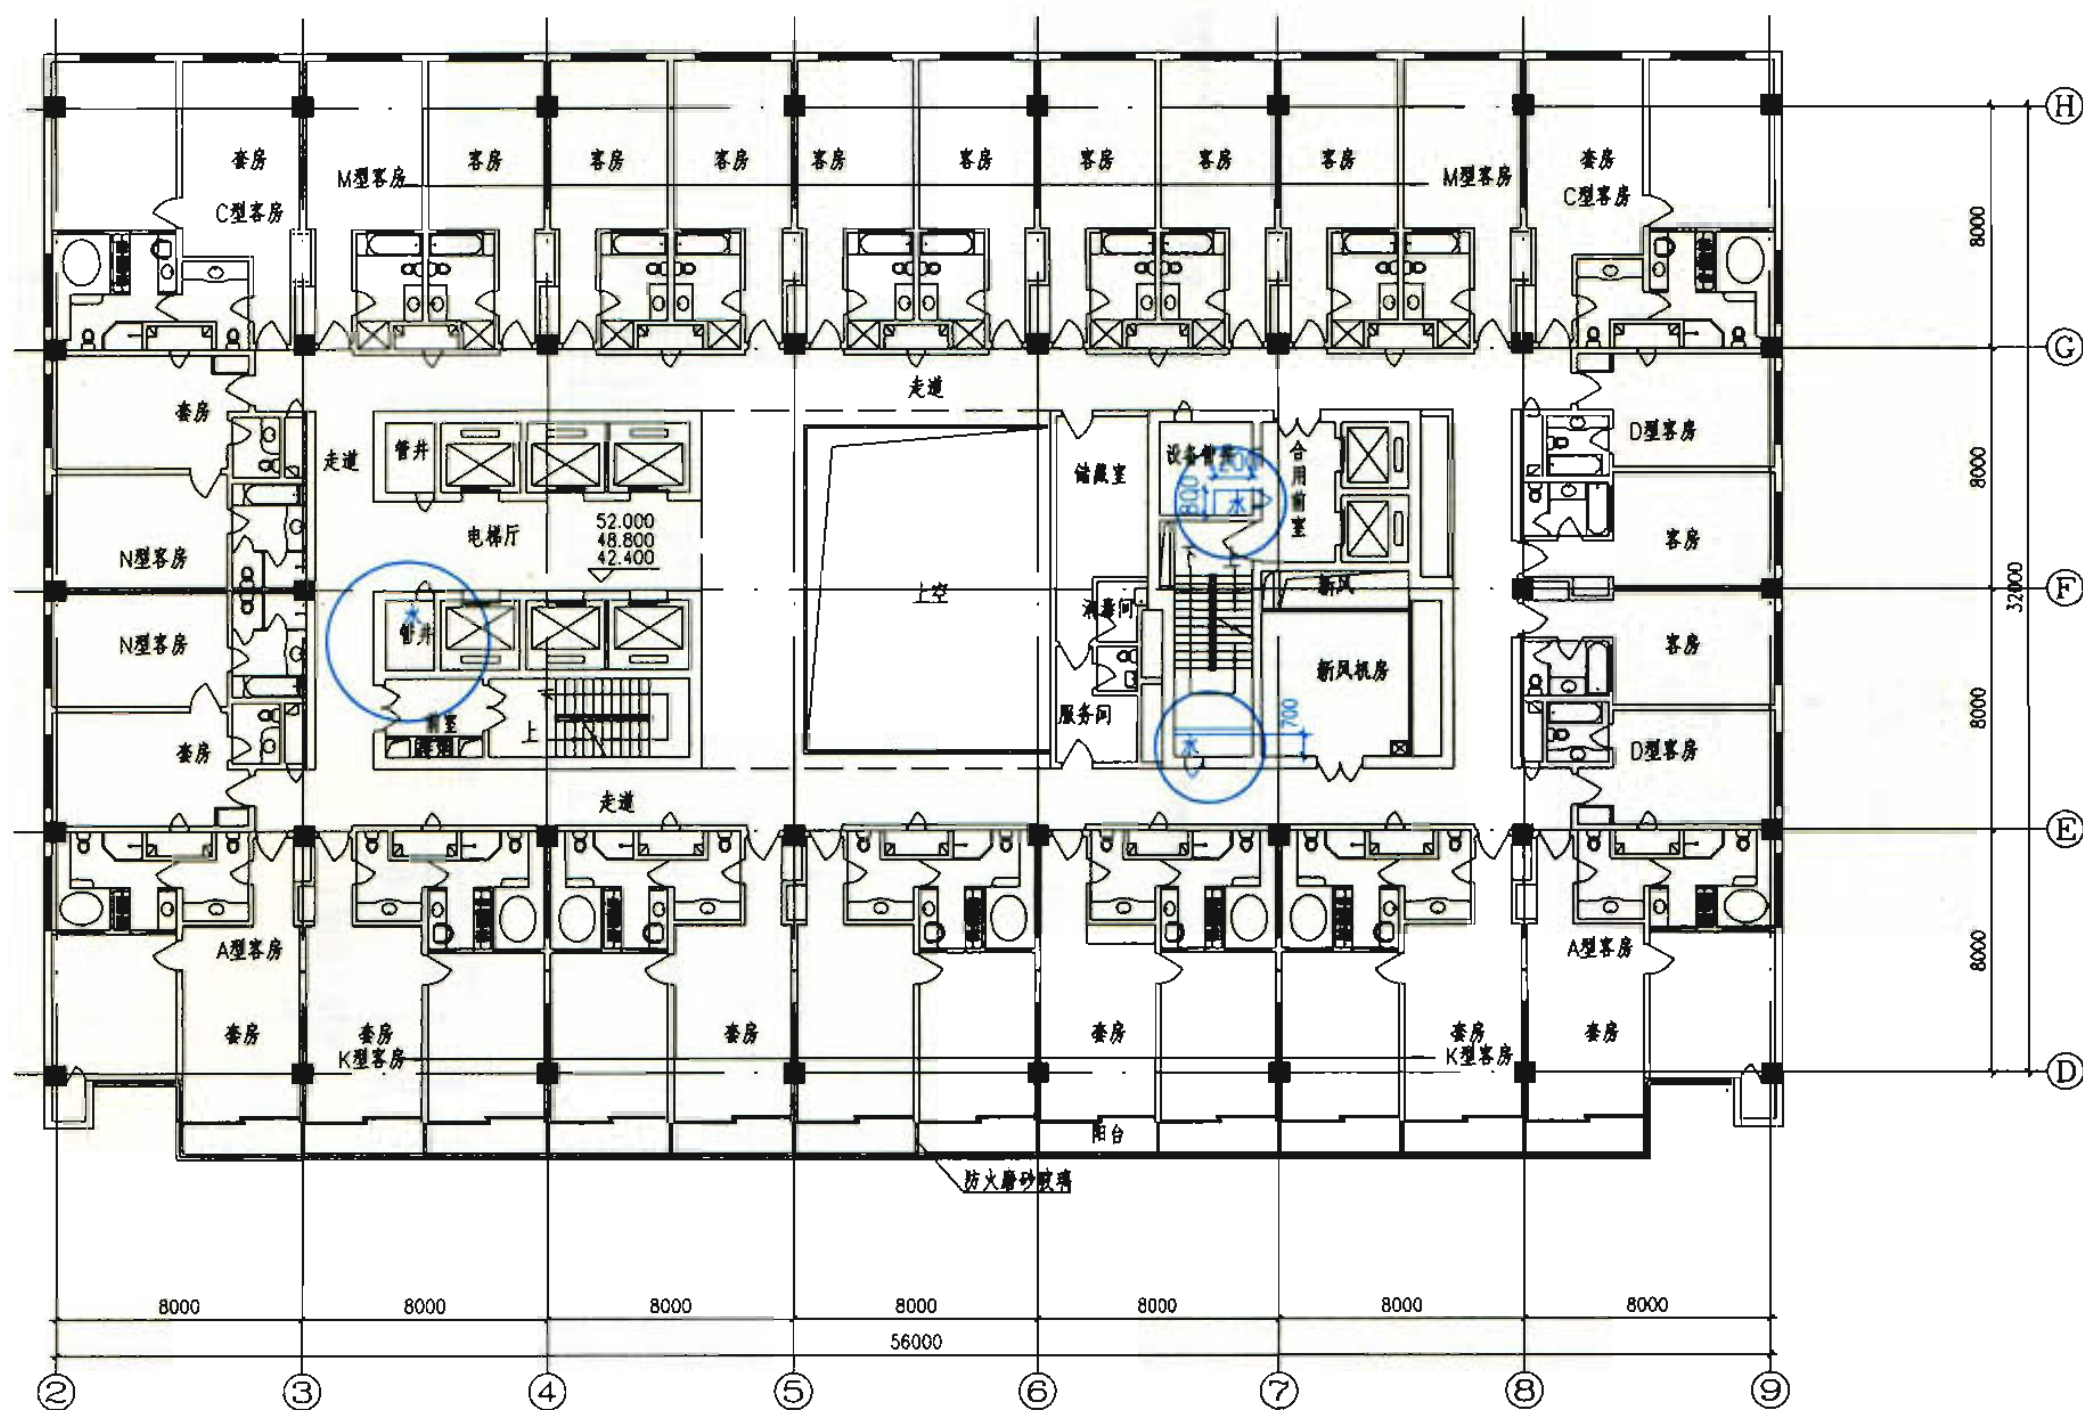 H
套房
M型客房
客房
客房
客房
客房
客房
客房
客房
客房
M型客房
套房
C型客房
C型客房
8000
G
走道
套房
D型客房
走道
管井
储藏室
合用前室
8000
1200
800
水
52.000
48.800
42.400
电梯厅
N型客房
客房
上
F
32000
水
管井
上空
消毒间
新风
N型客房
客房
新风机房
前室
上
服务间
700
水
8000
套房
D型客房
走道
E
A型客房
A型客房
8000
套房
套房
K型客房
套房
套房
套房
K型客房
套房
D
阳台
防火磨砂玻璃
8000
8000
8000
8000
8000
8000
8000
56000
2
3
4
5
6
7
8
9